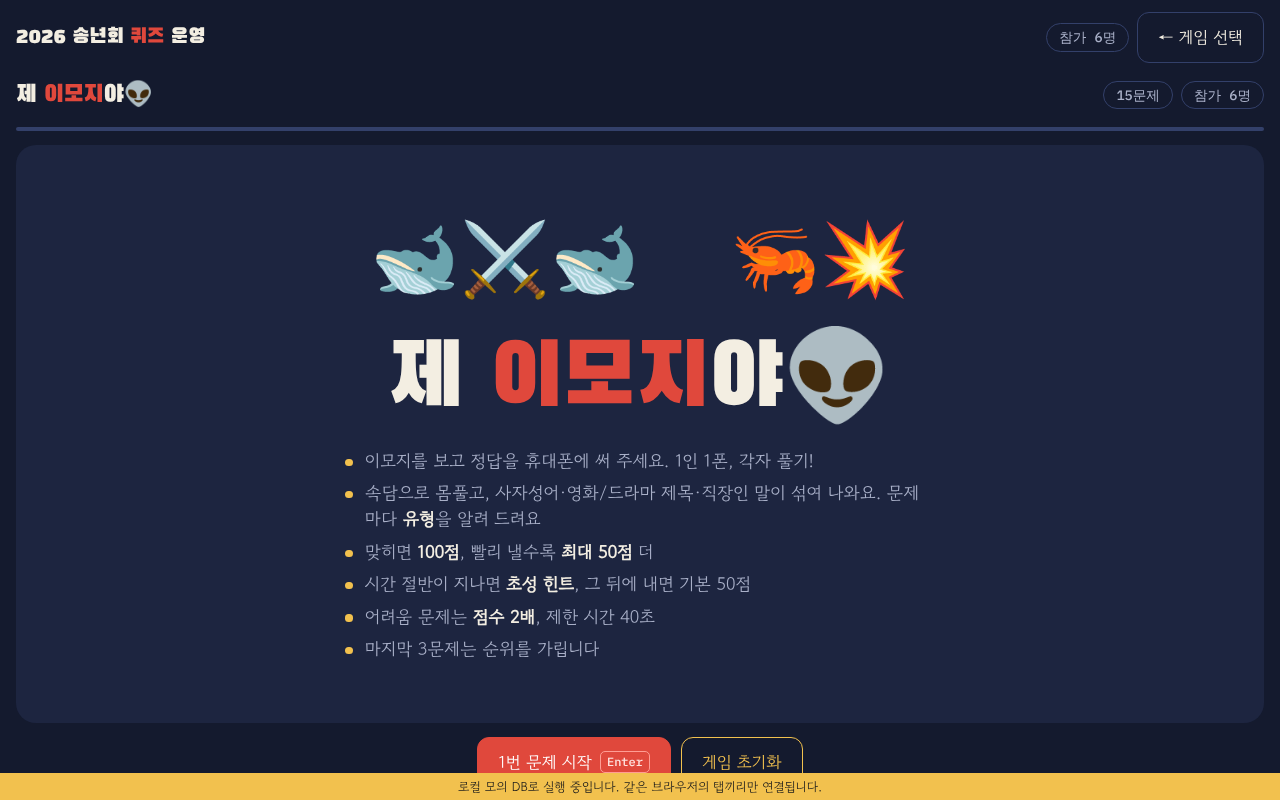 2026 송년회 퀴즈 운영
참가 6명
← 게임 선택
제 이모지야👽
15문제
참가 6명
🐳⚔️🐳 🦐💥
제 이모지야👽
이모지를 보고 정답을 휴대폰에 써 주세요. 1인 1폰, 각자 풀기!
속담으로 몸풀고, 사자성어·영화/드라마 제목·직장인 말이 섞여 나와요. 문제
마다 유형을 알려 드려요
맞히면 100점, 빨리 낼수록 최대 50점 더
시간 절반이 지나면 초성 힌트, 그 뒤에 내면 기본 50점
어려움 문제는 점수 2배, 제한 시간 40초
마지막 3문제는 순위를 가립니다
1번 문제 시작 Enter
게임 초기화
로컬 모의 DB로 실행 중입니다. 같은 브라우저의 탭끼리만 연결됩니다.